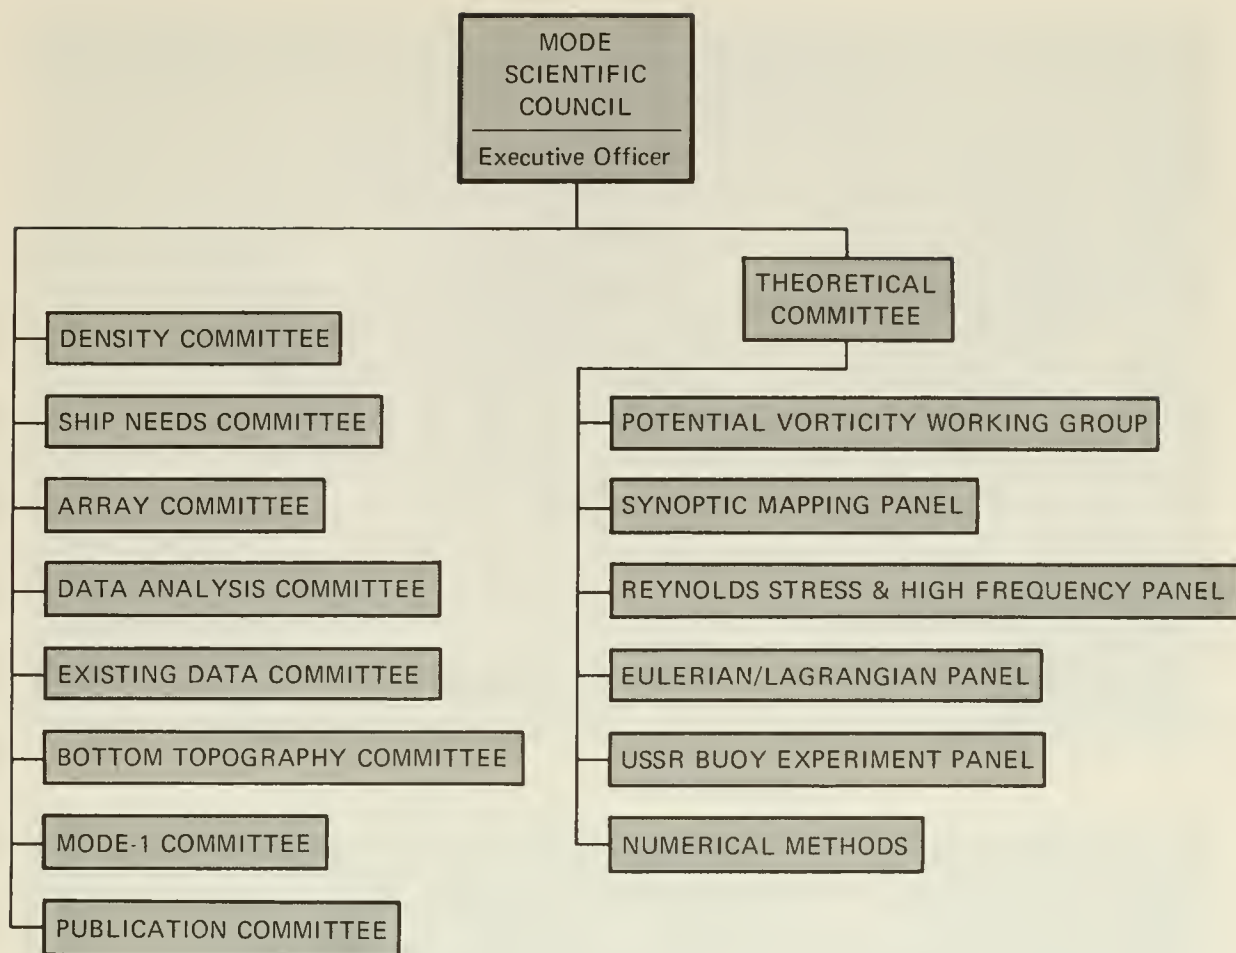 MODE
SCIENTIFIC
COUNCIL
Executive Officer
THEORETICAL
COMMITTEE
DENSITY COMMITTEE
SHIP NEEDS COMMITTEE
ARRAY COMMITTEE
DATA ANALYSIS COMMITTEE
EXISTING DATA COMMITTEE
BOTTOM TOPOGRAPHY COMMITTEE
MODE-1 COMMITTEE
PUBLICATION COMMITTEE
POTENTIAL VORTICITY WORKING GROUP
SYNOPTIC MAPPING PANEL
REYNOLDS STRESS & HIGH FREQUENCY PANEL
EULERIAN/LAGRANGIAN PANEL
USSR BUOY EXPERIMENT PANEL
NUMERICAL METHODS